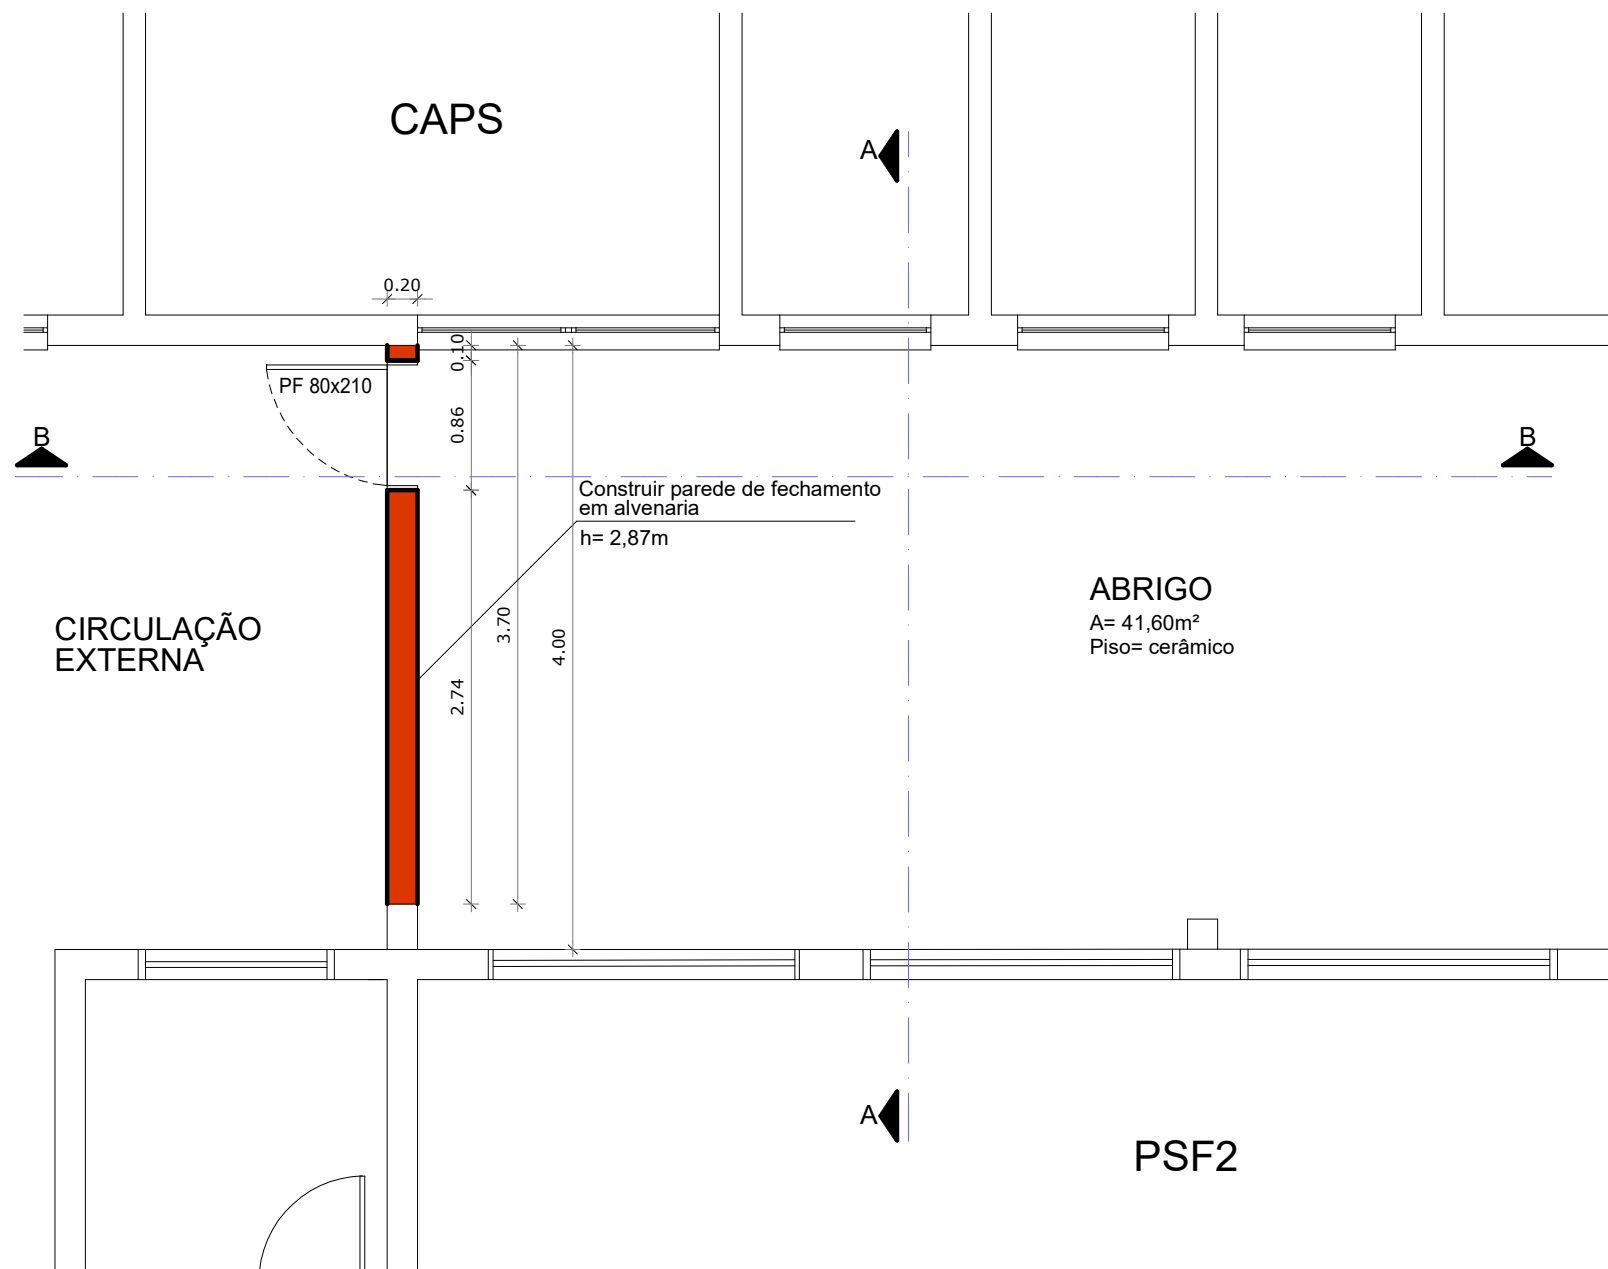 CAPS
A
0.20
0.10
PF 80x210
0.86
B
B
Construir parede de fechamento
em alvenaria
h= 2,87m
ABRIGO
A= 41,60m²
Piso= cerâmico
CIRCULAÇÃO
EXTERNA
3.70
4.00
2.74
A
PSF2